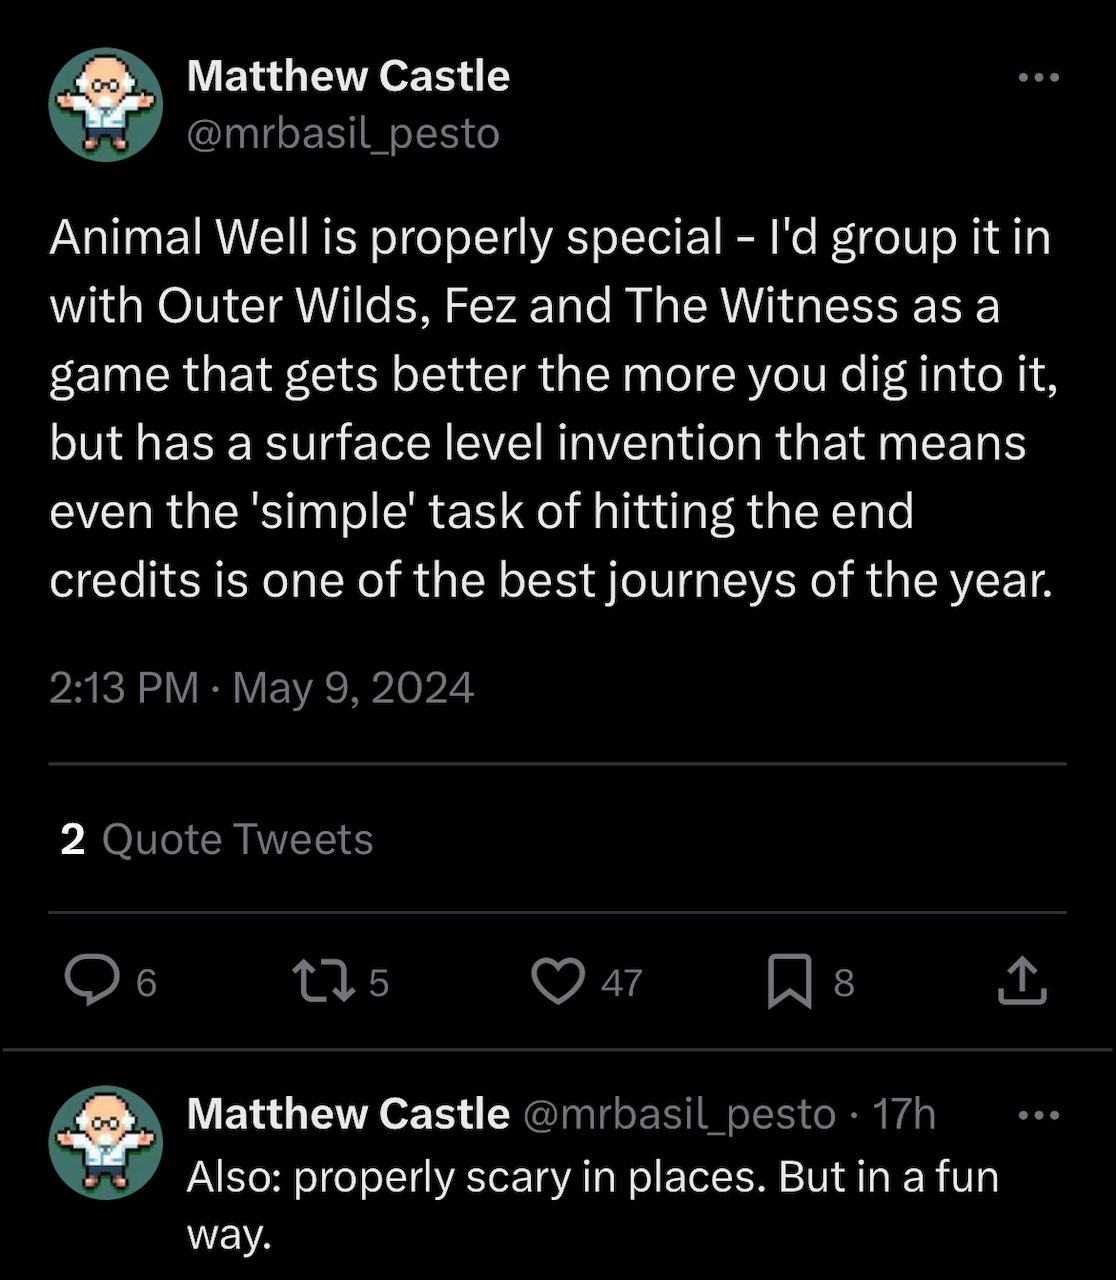 Matthew Castle
@mrbasil_pesto
Animal Well is properly special - I'd group it in
with Outer Wilds, Fez and The Witness as a
game that gets better the more you dig into it,
but has a surface level invention that means
even the 'simple' task of hitting the end
credits is one of the best journeys of the year.
2:13 PM · May 9, 2024
2 Quote Tweets
6 5 47 8
Matthew Castle @mrbasil_pesto · 17h
Also: properly scary in places. But in a fun
way.